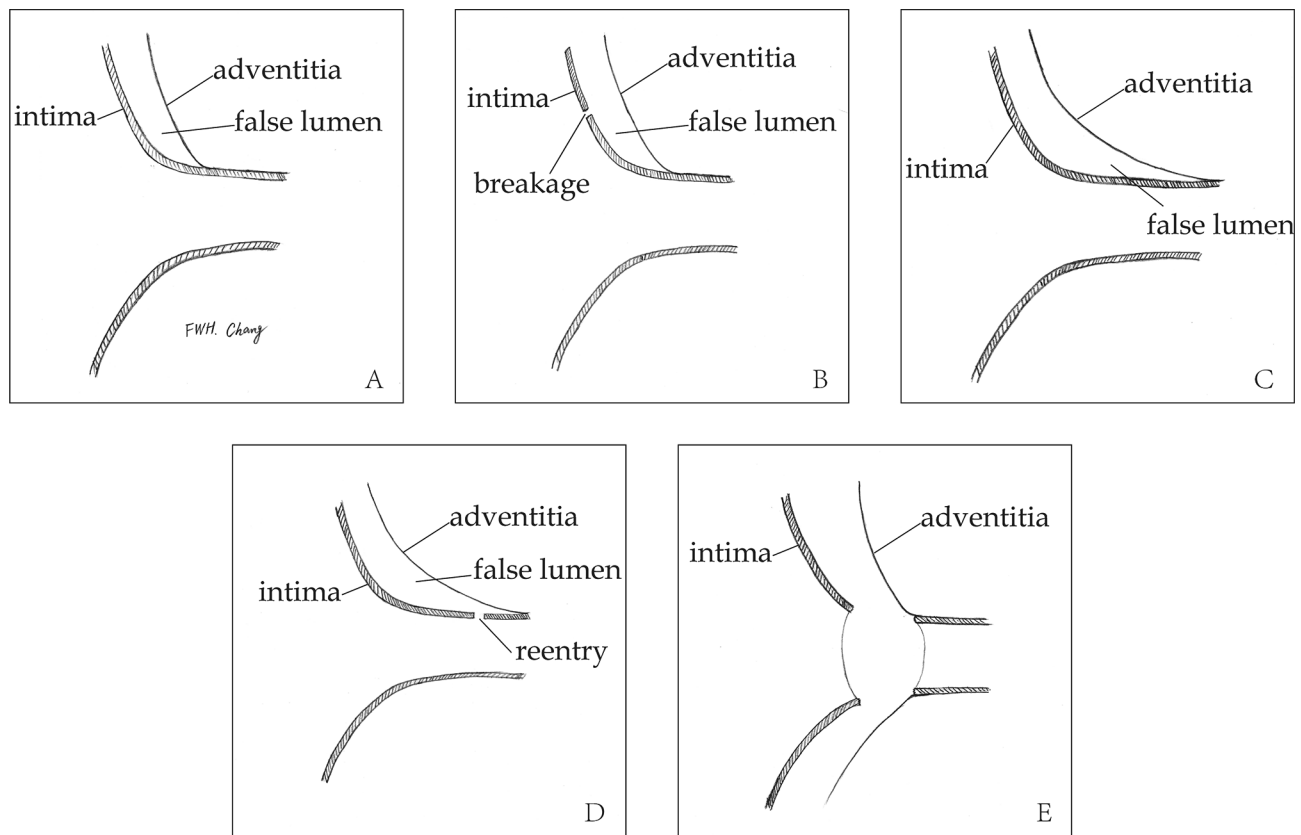 adventitia
intima
false lumen
FWH. Chang
A
adventitia
intima
false lumen
breakage
B
adventitia
intima
false lumen
C
adventitia
false lumen
intima
reentry
D
adventitia
intima
E